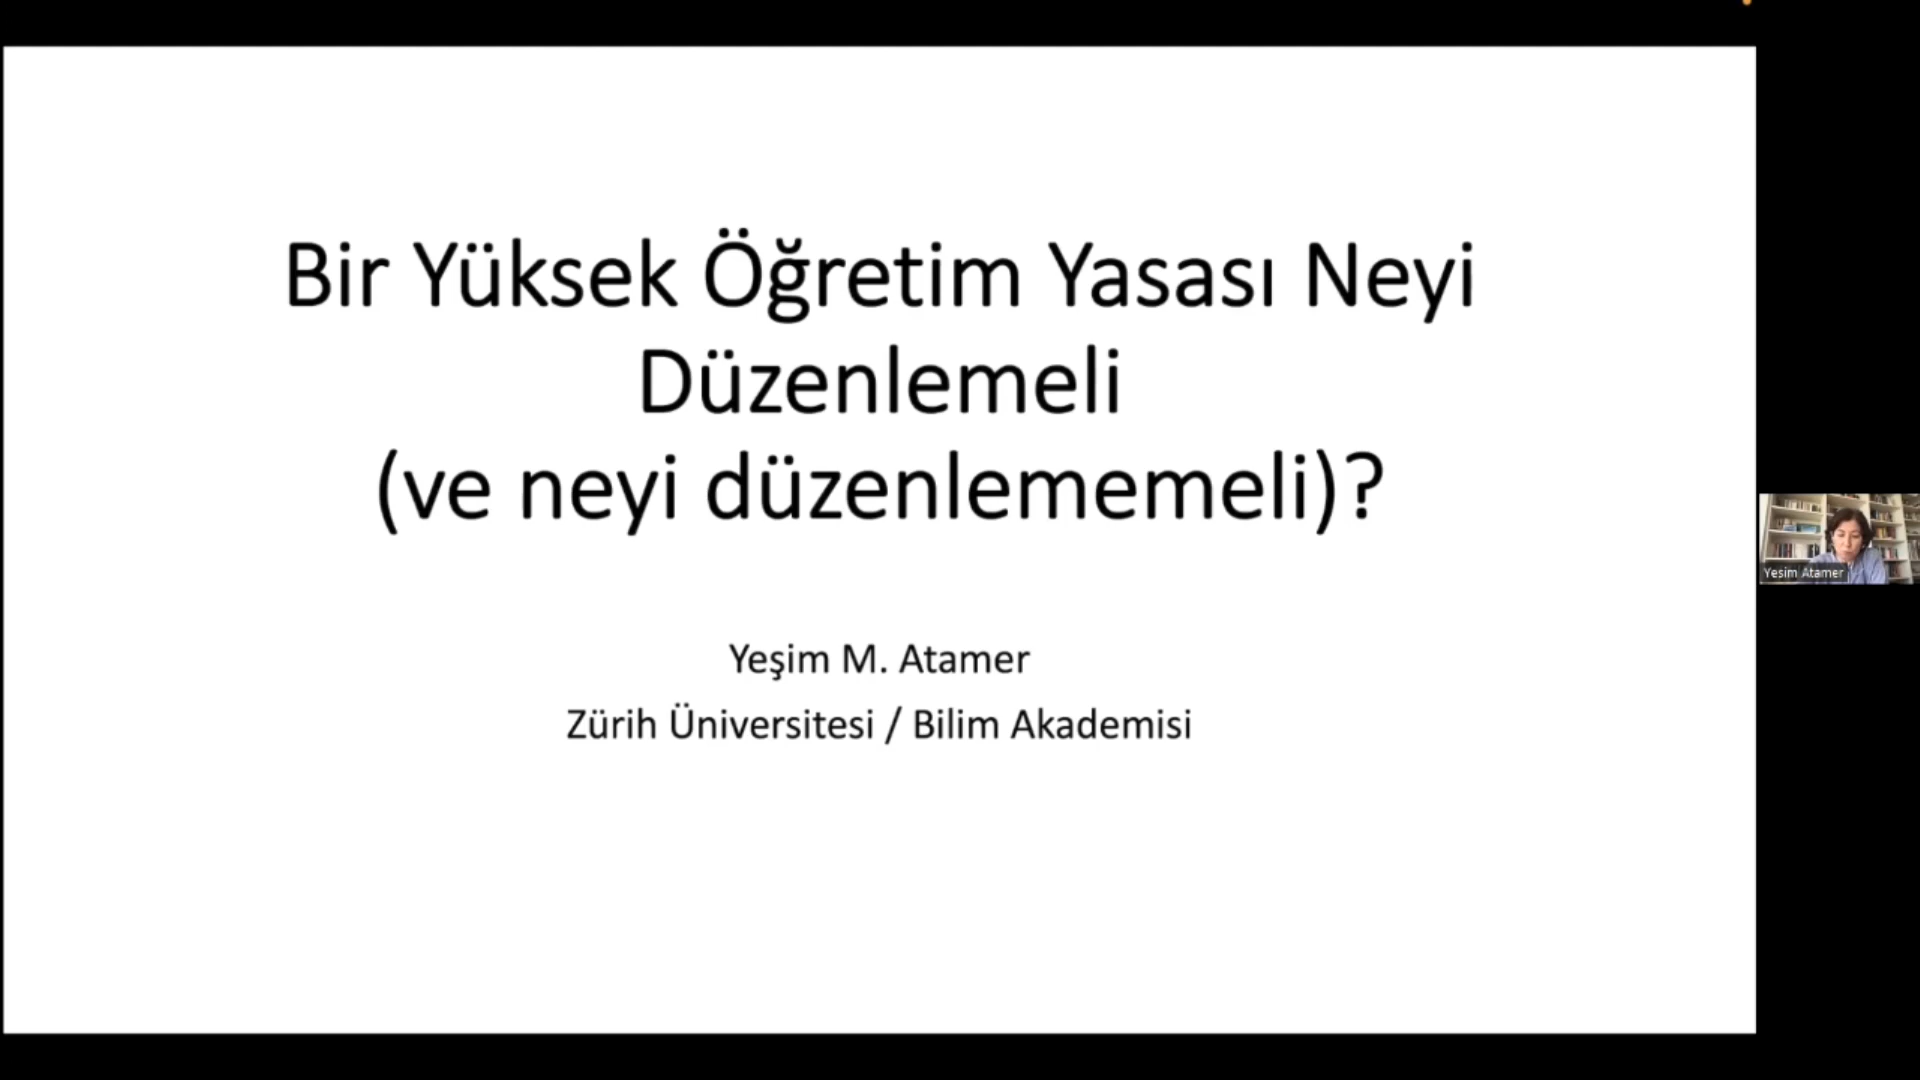 Bir Yüksek Öğretim Yasası Neyi
Düzenlemeli
(ve neyi düzenlememeli)?
Yeşim M. Atamer
Zürih Üniversitesi / Bilim Akademisi
Yesim Atamer